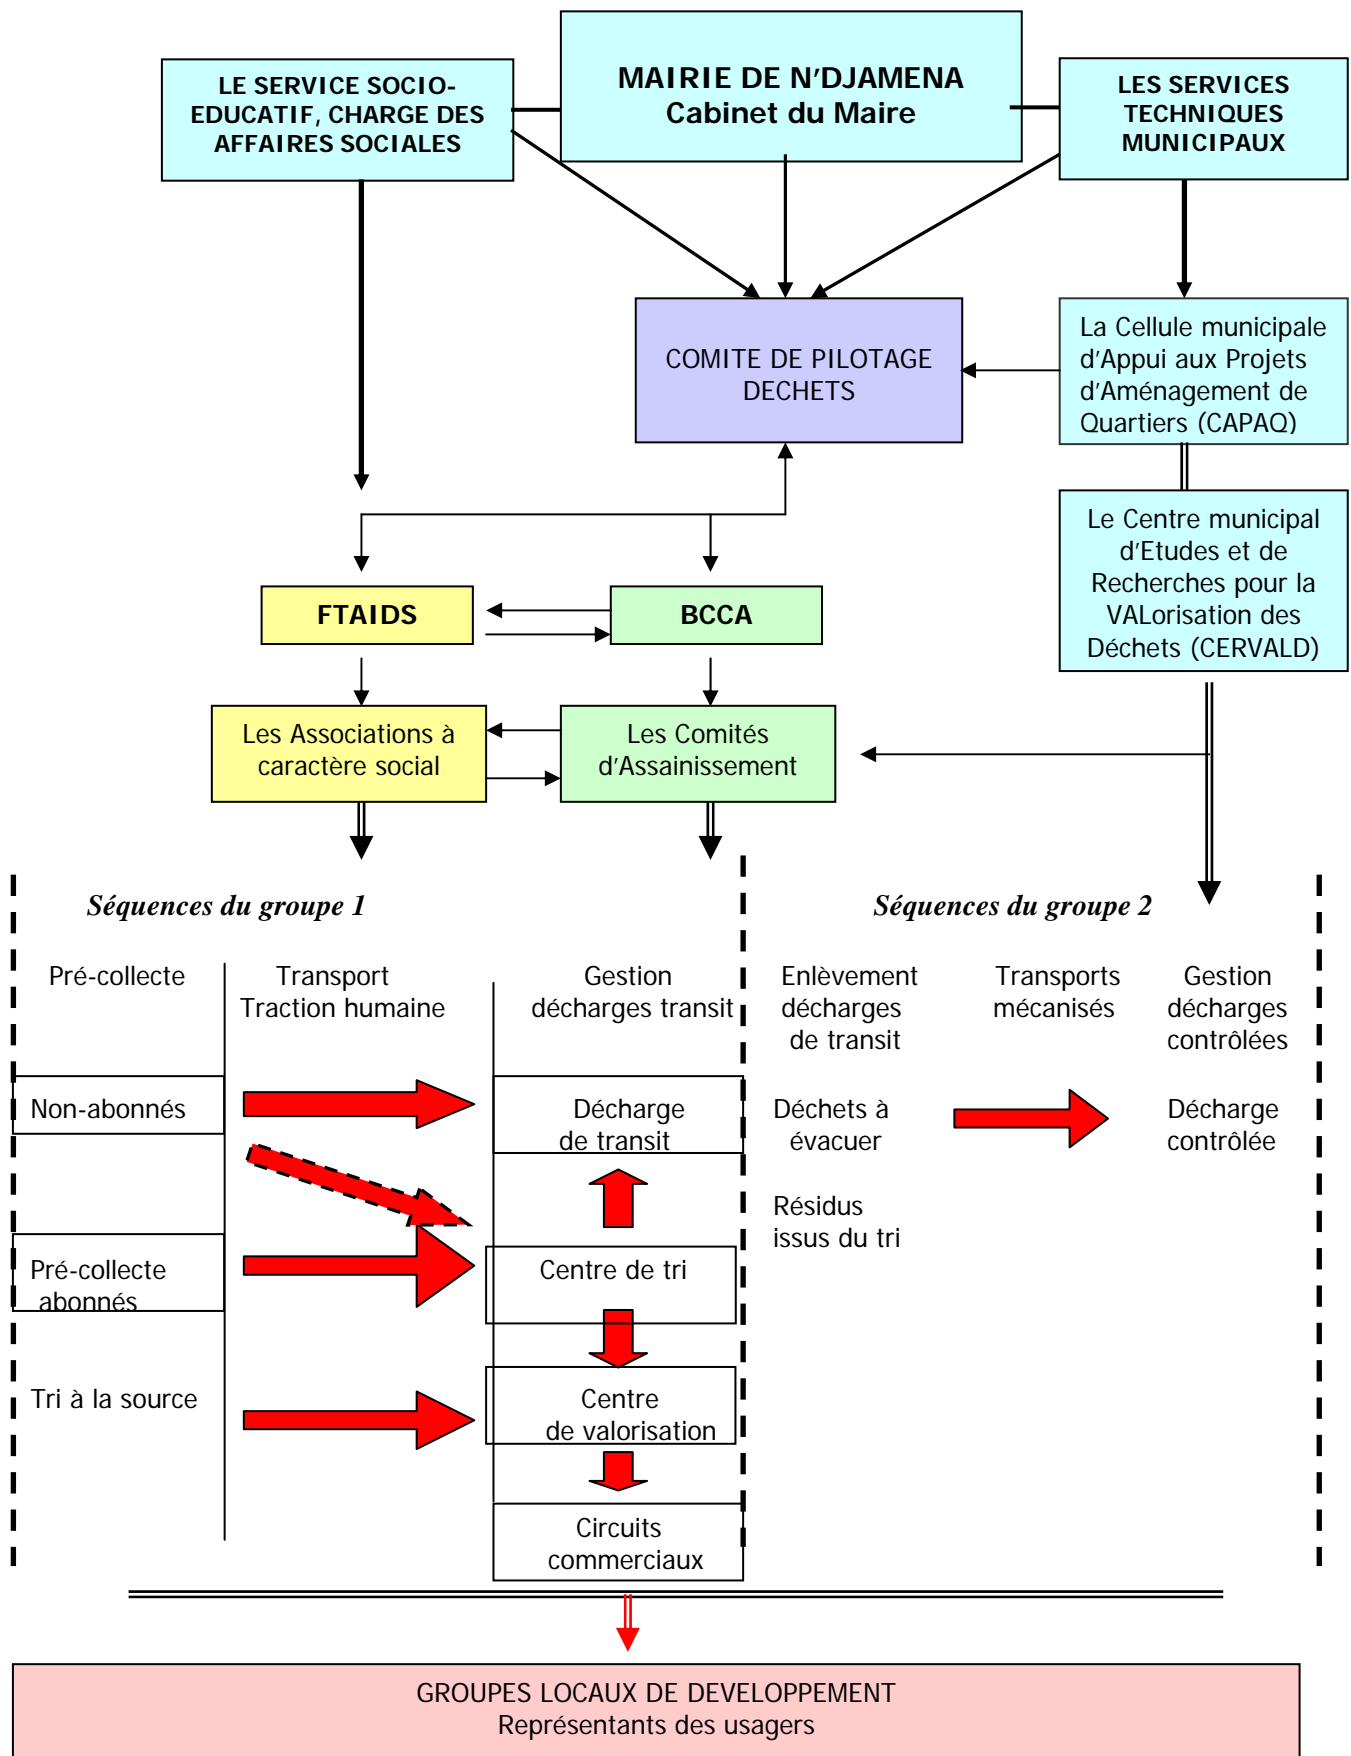 LE SERVICE SOCIO-
EDUCATIF, CHARGE DES
AFFAIRES SOCIALES
MAIRIE DE N'DJAMENA
Cabinet du Maire
LES SERVICES
TECHNIQUES
MUNICIPAUX
COMITE DE PILOTAGE
DECHETS
La Cellule municipale
d'Appui aux Projets
d'Aménagement de
Quartiers (CAPAQ)
Le Centre municipal
d'Etudes et de
Recherches pour la
VALorisation des
Déchets (CERVALD)
FTAIDS
BCCA
Les Associations à
caractère social
Les Comités
d'Assainissement
Séquences du groupe 1
Séquences du groupe 2
Pré-collecte
Transport
Traction humaine
Gestion
décharges transit
Enlèvement
décharges
de transit
Transports
mécanisés
Gestion
décharges
contrôlées
Non-abonnés
Décharge
de transit
Déchets à
évacuer
Décharge
contrôlée
Résidus
issus du tri
Pré-collecte
abonnés
Centre de tri
Tri à la source
Centre
de valorisation
Circuits
commerciaux
GROUPES LOCAUX DE DEVELOPPEMENT
Représentants des usagers